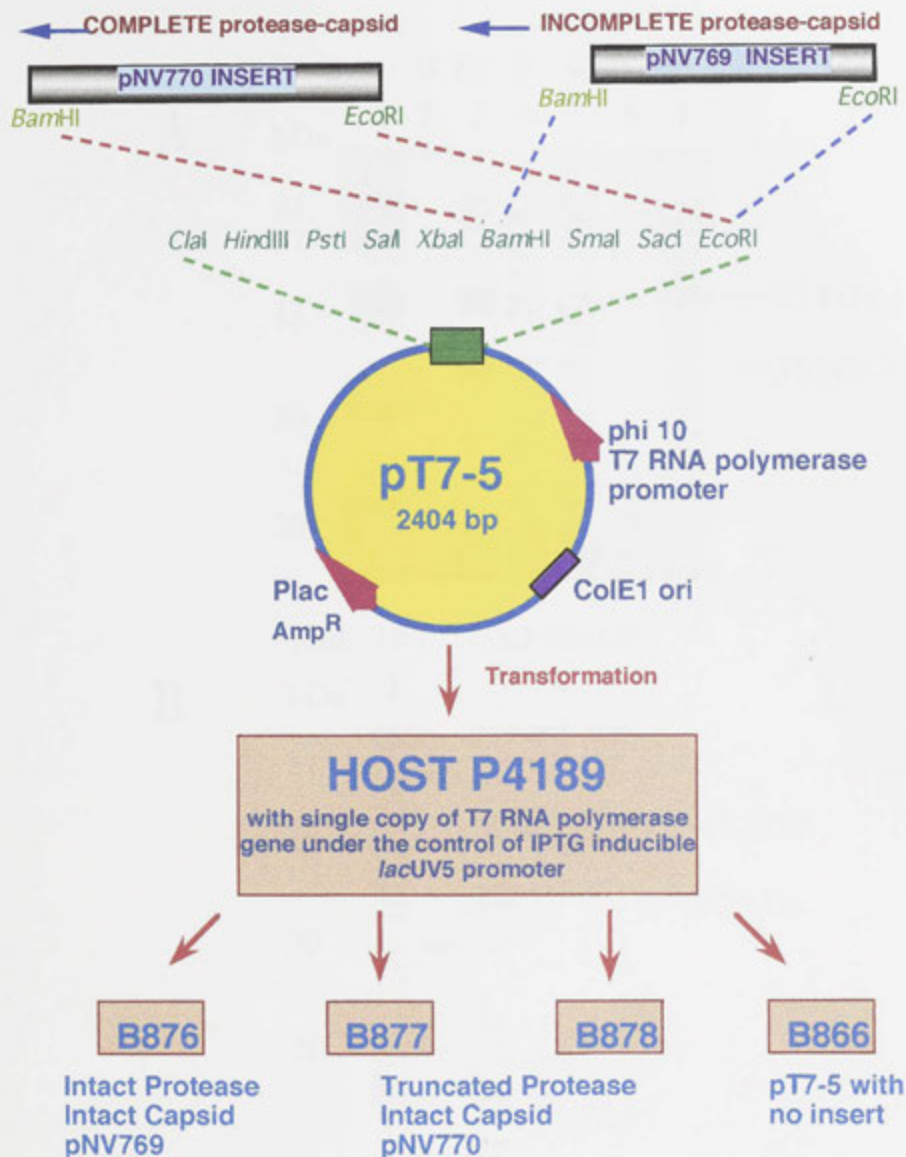 COMPLETE protease-capsid
INCOMPLETE protease-capsid
pNV770 INSERT
pNV769 INSERT
BamHI
EcoRI
BamHI
EcoRI
ClaI HindIII PstI SalI XbaI BamHI SmaI SacI EcoRI
pT7-5
2404 bp
phi 10
T7 RNA polymerase
promoter
Plac
AmpR
ColE1 ori
Transformation
HOST P4189
with single copy of T7 RNA polymerase
gene under the control of IPTG inducible
lacUV5 promoter
B876
B877
B878
B866
Intact Protease
Intact Capsid
pNV769
Truncated Protease
Intact Capsid
pNV770
pT7-5 with
no insert